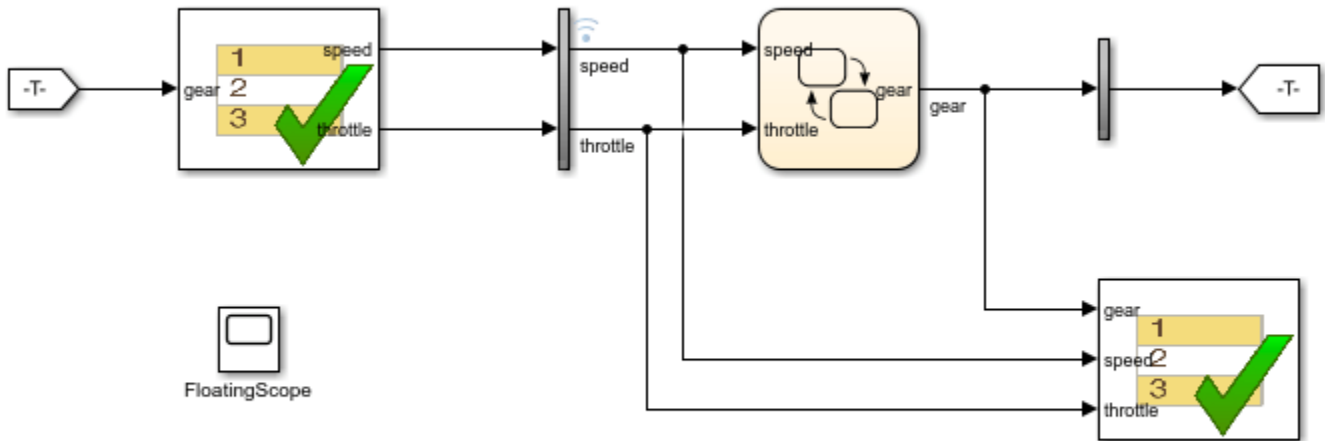 -T-
gear
1
2
3
speed
throttle
speed
throttle
speed
throttle
gear
gear
-T-
gear
speed
throttle
1
2
3
FloatingScope